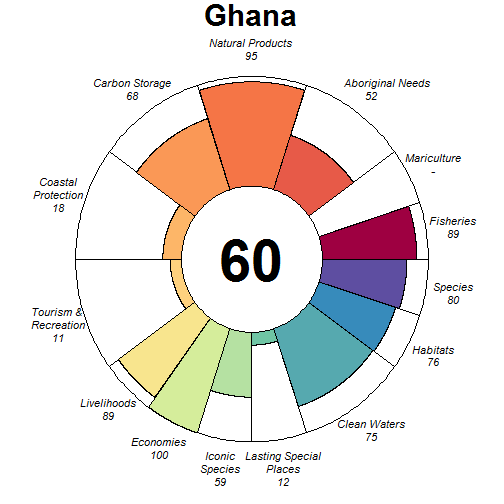 Ghana
Natural Products
95
Carbon Storage
68
Aboriginal Needs
52
Mariculture
-
Coastal
Protection
18
Fisheries
89
60
Species
80
Tourism &
Recreation
11
Habitats
76
Livelihoods
89
Clean Waters
75
Economies
100
Iconic
Species
59
Lasting Special
Places
12